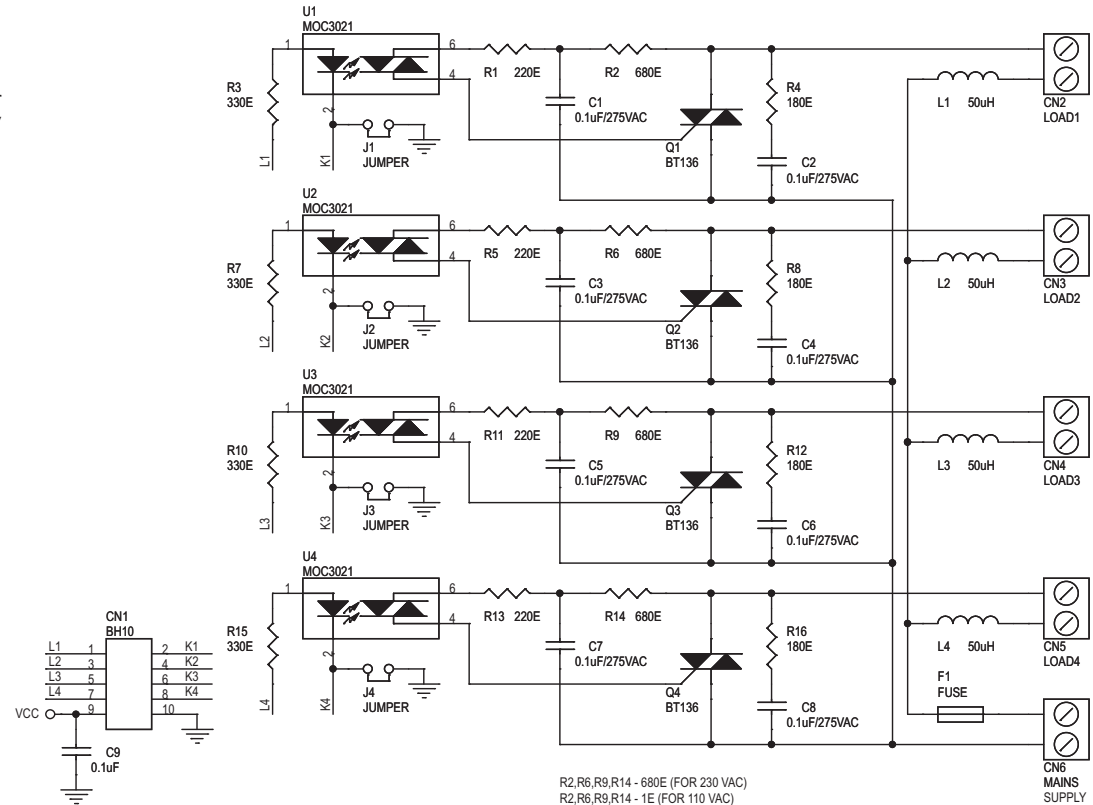 U1
MOC3021
1
6
4
2
R3
330E
L1
K1
J1
JUMPER
R1 220E
R2 680E
C1
0.1uF/275VAC
Q1
BT136
R4
180E
C2
0.1uF/275VAC
L1 50uH
CN2
LOAD1
U2
MOC3021
1
6
4
2
R7
330E
L2
K2
J2
JUMPER
R5 220E
R6 680E
C3
0.1uF/275VAC
Q2
BT136
R8
180E
C4
0.1uF/275VAC
L2 50uH
CN3
LOAD2
U3
MOC3021
1
6
4
2
R10
330E
L3
K3
J3
JUMPER
R11 220E
R9 680E
C5
0.1uF/275VAC
Q3
BT136
R12
180E
C6
0.1uF/275VAC
L3 50uH
CN4
LOAD3
U4
MOC3021
1
6
4
2
R15
330E
L4
K4
J4
JUMPER
R13 220E
R14 680E
C7
0.1uF/275VAC
Q4
BT136
R16
180E
C8
0.1uF/275VAC
L4 50uH
CN5
LOAD4
F1
FUSE
CN6
MAINS
SUPPLY
CN1
BH10
L1 1 2 K1
L2 3 4 K2
L3 5 6 K3
L4 7 8 K4
VCC 9 10
C9
0.1uF
R2,R6,R9,R14 - 680E (FOR 230 VAC)
R2,R6,R9,R14 - 1E (FOR 110 VAC)